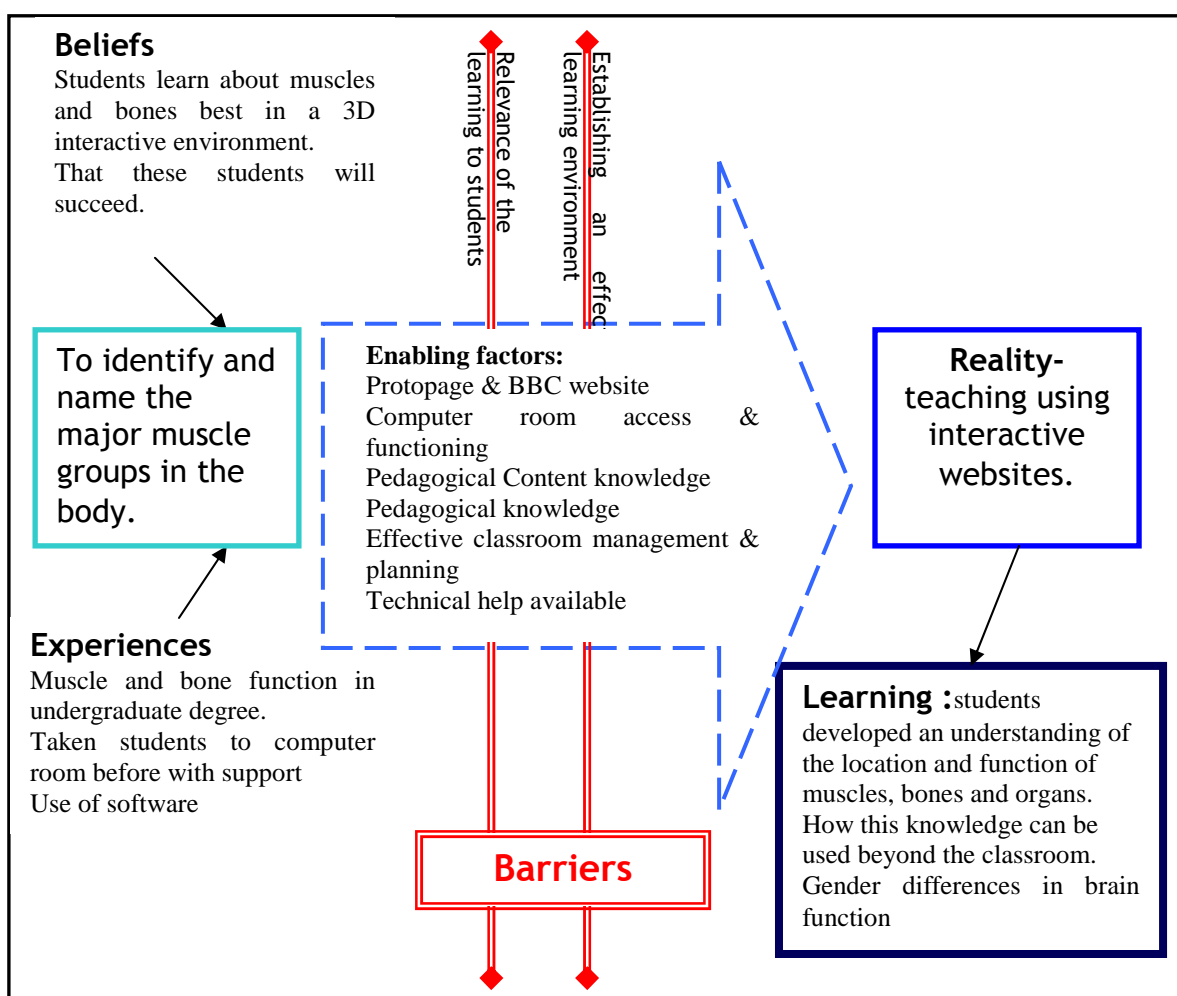 Beliefs
Students learn about muscles
and bones best in a 3D
interactive environment.
That these students will
succeed.
Relevance of the
learning to students
Establishing an
learning environment
To identify and
name the
major muscle
groups in the
body.
Enabling factors:
Protopage & BBC website
Computer room access &
functioning
Pedagogical Content knowledge
Pedagogical knowledge
Effective classroom management &
planning
Technical help available
Reality-
teaching using
interactive
websites.
Experiences
Muscle and bone function in
undergraduate degree.
Taken students to computer
room before with support
Use of software
Learning :students
developed an understanding of
the location and function of
muscles, bones and organs.
How this knowledge can be
used beyond the classroom.
Gender differences in brain
function
Barriers